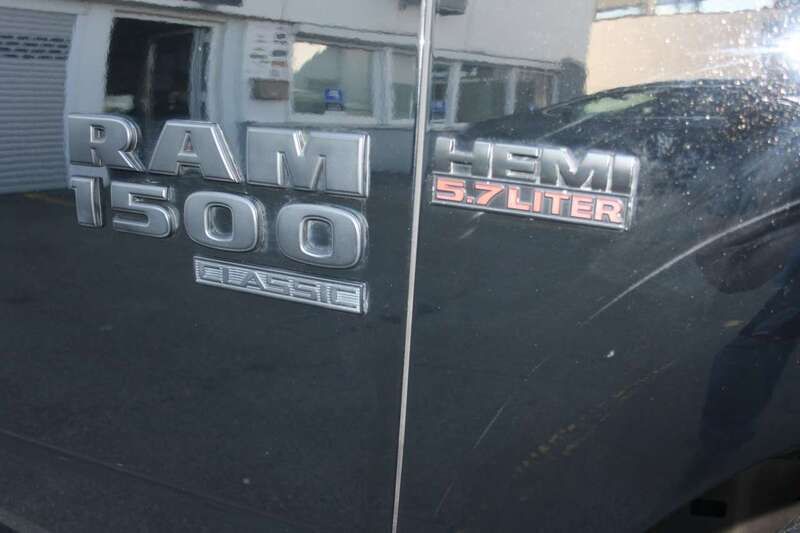 RAM
1500
CLASSIC
HEMI
5.7 LITER